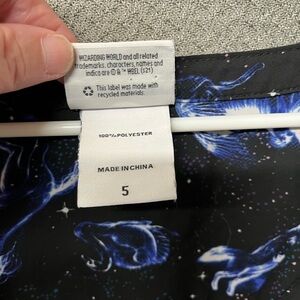 WIZARDING WORLD and all related
trademarks, characters, names and
indicia are © & ™ WBEI. (s21)
This label was made with
recycled materials.
100% POLYESTER
MADE IN CHINA
5